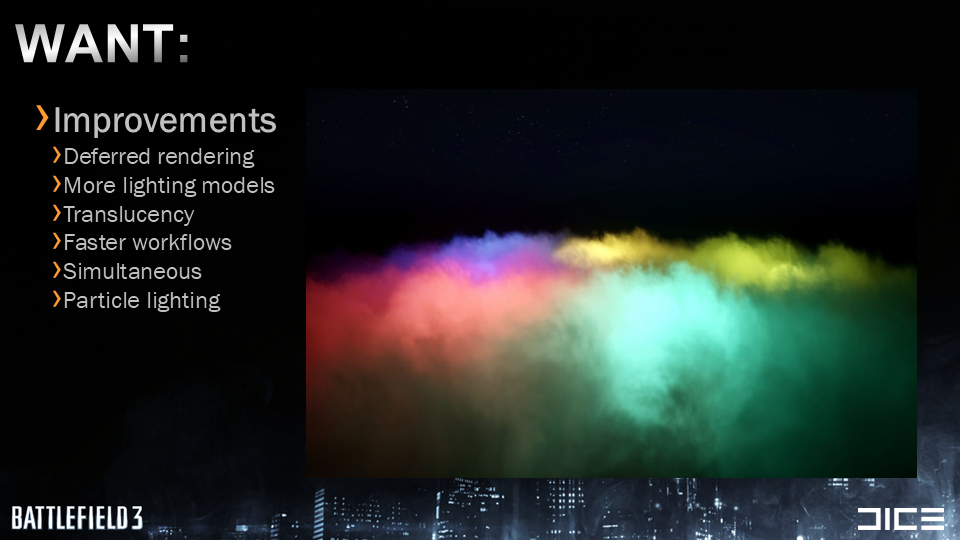 WANT:
Improvements
Deferred rendering
More lighting models
Translucency
Faster workflows
Simultaneous
Particle lighting
BATTLEFIELD 3
DICE